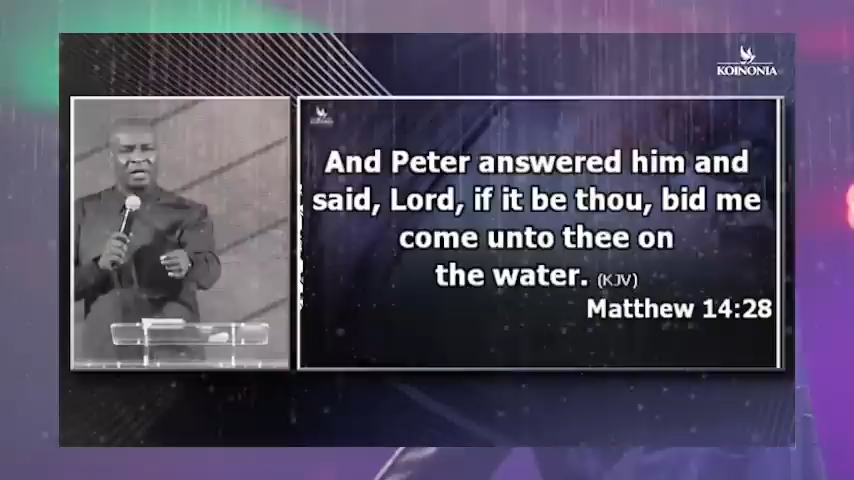 KOINONIA
And Peter answered him and
said, Lord, if it be thou, bid me
come unto thee on
the water. (KJV)
Matthew 14:28